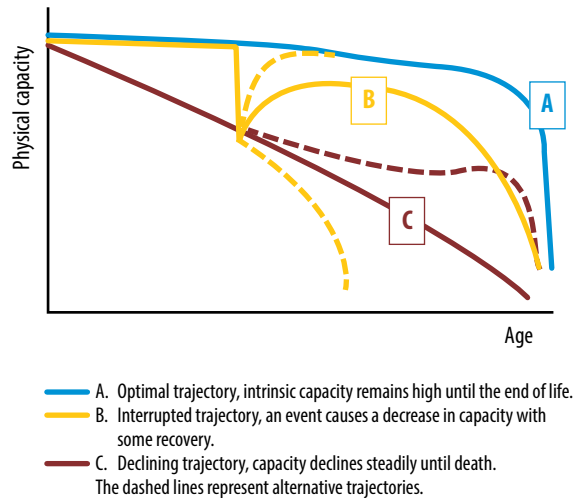 Physical capacity
A
B
C
Age
A. Optimal trajectory, intrinsic capacity remains high until the end of life.
B. Interrupted trajectory, an event causes a decrease in capacity with
some recovery.
C. Declining trajectory, capacity declines steadily until death.
The dashed lines represent alternative trajectories.